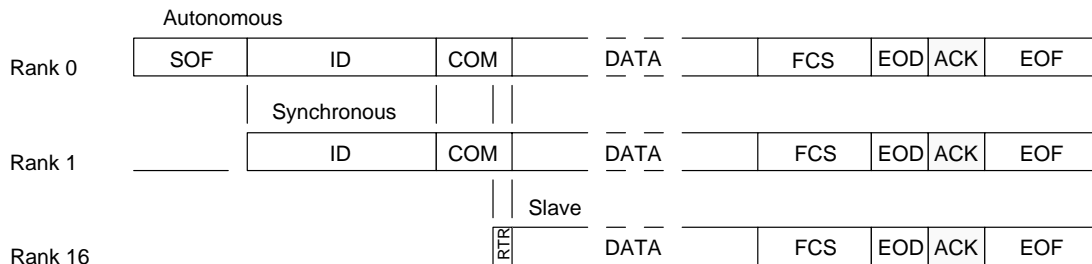 Autonomous
Rank 0 SOF ID COM DATA FCS EOD ACK EOF
Synchronous
Rank 1 ID COM DATA FCS EOD ACK EOF
Slave
Rank 16 RTR DATA FCS EOD ACK EOF